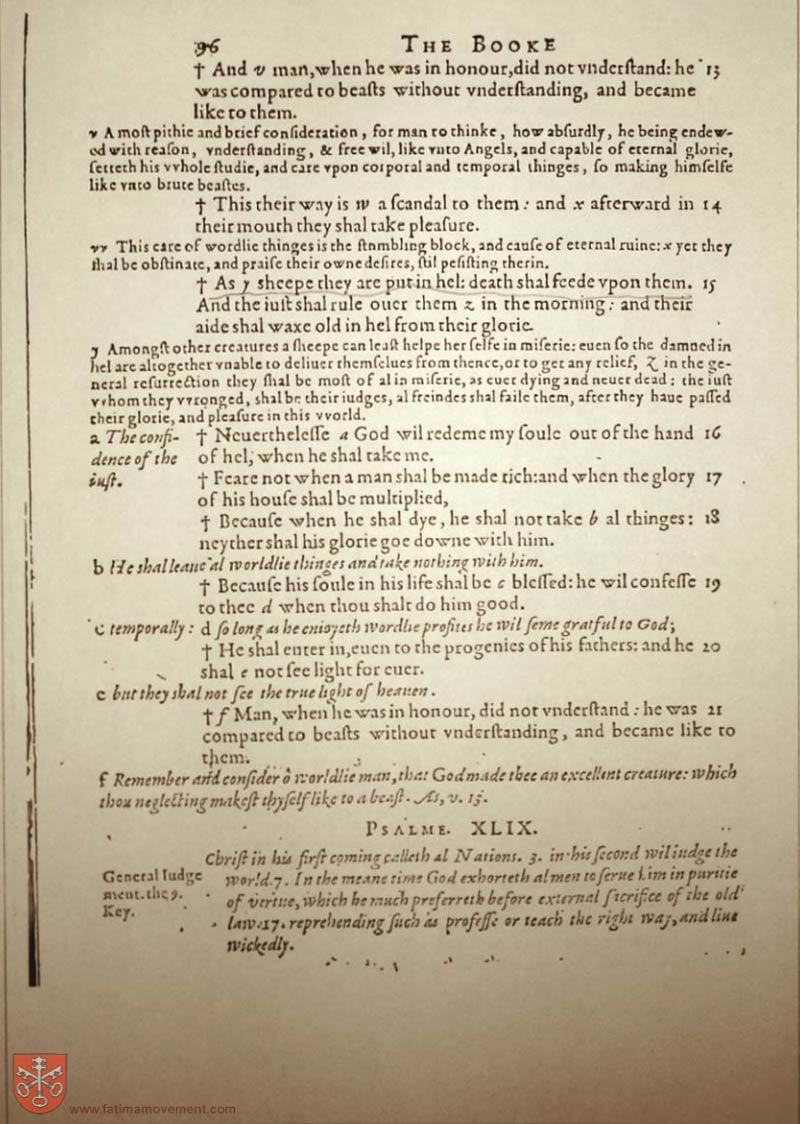 96 THE BOOKE
† And v man, when he was in honour, did not vnderſtand: he 13
was compared to beaſts without vnderſtanding, and became
like to them.
v A moſt pithie and brief conſideration, for man to thinke, how abſurdly, he being endew-
ed with reaſon, vnderſtanding, & free wil, like vnto Angels, and capable of eternal glorie,
ſetteth his vvhole ſtudie, and care vpon corporal and temporal thinges, ſo making himſelfe
like vnto brute beaſtes.
† This their way is w a ſcandal to them: and x afterward in 14
their mouth they shal take pleaſure.
vv This care of wordlie thinges is the ſtnmbling block, and cauſe of eternal ruine: x yet they
ſhal be obſtinate, and praiſe their owne deſires, ſtil peſiſting therin.
† As y sheepe they are put in hel: death shal feede vpon them. 15
And the iuſt shal rule ouer them z in the morning: and their
aide shal waxe old in hel from their glorie.
y Amongſt other creatures a ſheepe can leaſt helpe her ſelfe in miſerie: euen ſo the damned in
hel are altogether vnable to deliuer themſelues from thence, or to get any relief, z in the ge-
neral reſurrection they ſhal be moſt of al in miſerie, as euer dying and neuer dead: the iuſt
vvhom they vvronged, shal be their iudges, al freindes shal faile them, after they haue paſſed
their glorie, and pleaſure in this vvorld.
a The confi- † Neuertheleſſe a God wil redeme my ſoule out of the hand 16
dence of the of hel, when he shal take me.
iuſt. † Feare not when a man shal be made rich: and when the glory 17
of his houſe shal be multiplied,
† Becauſe when he shal dye, he shal not take b al thinges: 18
neyther shal his glorie goe downe with him.
b He shal leaue al worldlie thinges and take nothing with him.
† Becauſe his ſoule in his life shal be c bleſſed: he wil confeſſe 19
to thee d when thou shalt do him good.
c temporally: d ſo long as he enioyeth wordlie profites he wil ſeme gratful to God;
† He shal enter in, euen to the progenies of his fathers: and he 20
shal e not ſee light for euer.
e but they shal not ſee the true light of heauen.
† f Man, when he was in honour, did not vnderſtand: he was 21
compared to beaſts without vnderſtanding, and became like to
them.
f Remember and conſider ô worldlie man, that God made thee an excellent creature: which
thou neglecting makeſt thyſelf like to a beaſt. As, v. 13.
PSALME. XLIX.
Chriſt in his firſt coming calleth al Nations. 3. in his ſecond wil iudge the
General Iudge world. 7. In the meane time God exhorteth al men to ſerue him in puritie
ment. the 9. of vertue, which he much preferreth before external ſacrifice of the old
Key. law. 17. reprehending ſuch as profeſſe or teach the right way, and liue
wickedly.
www.fatimamovement.com